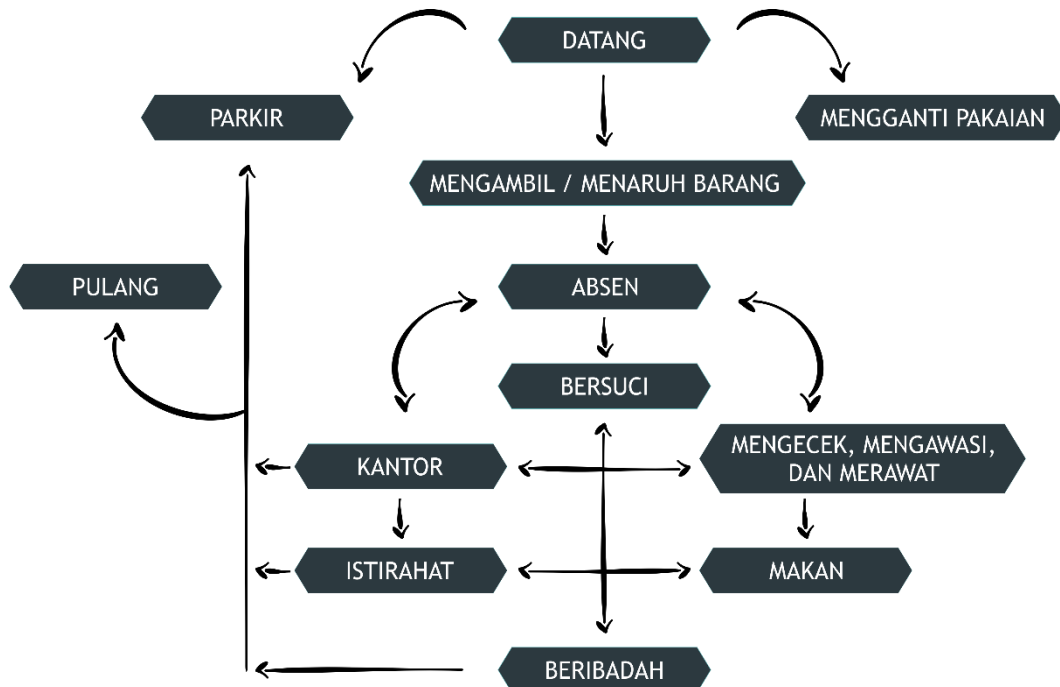 DATANG
PARKIR
MENGGANTI PAKAIAN
MENGAMBIL / MENARUH BARANG
PULANG
ABSEN
BERSUCI
KANTOR
MENGECEK, MENGAWASI,
DAN MERAWAT
ISTIRAHAT
MAKAN
BERIBADAH